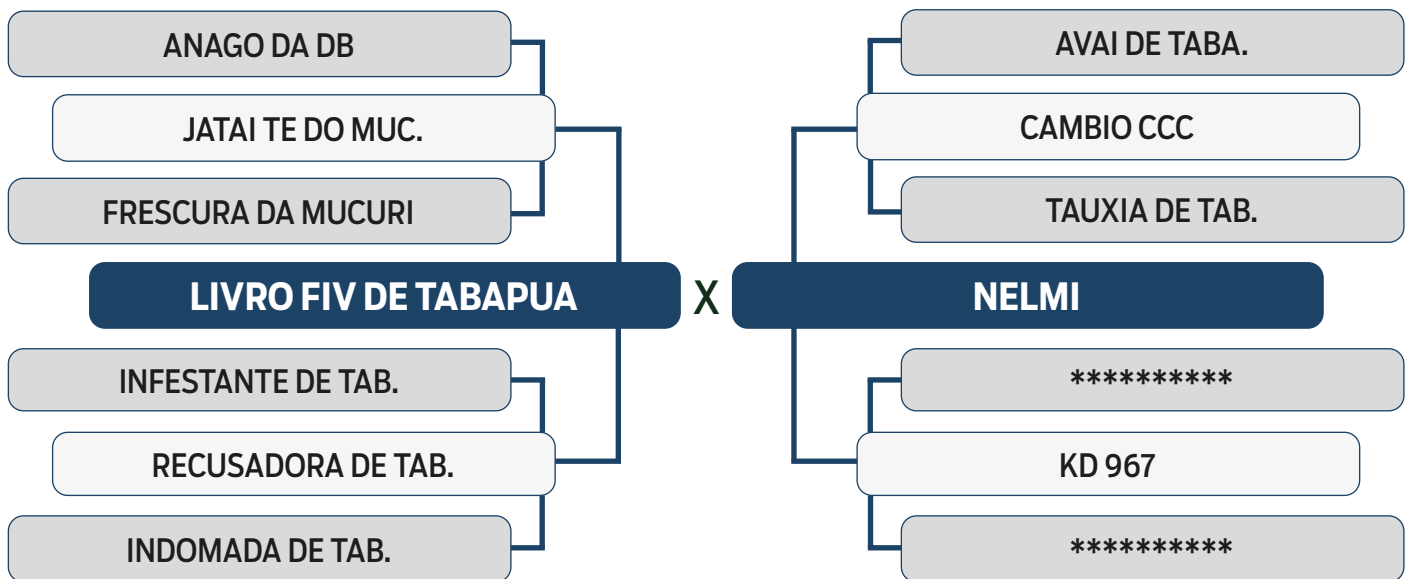 ANAGO DA DB
JATAI TE DO MUC.
FRESCURA DA MUCURI
LIVRO FIV DE TABAPUA
INFESTANTE DE TAB.
RECUSADORA DE TAB.
INDOMADA DE TAB.
X
AVAI DE TABA.
CAMBIO CCC
TAUXIA DE TAB.
NELMI
**********
KD 967
**********